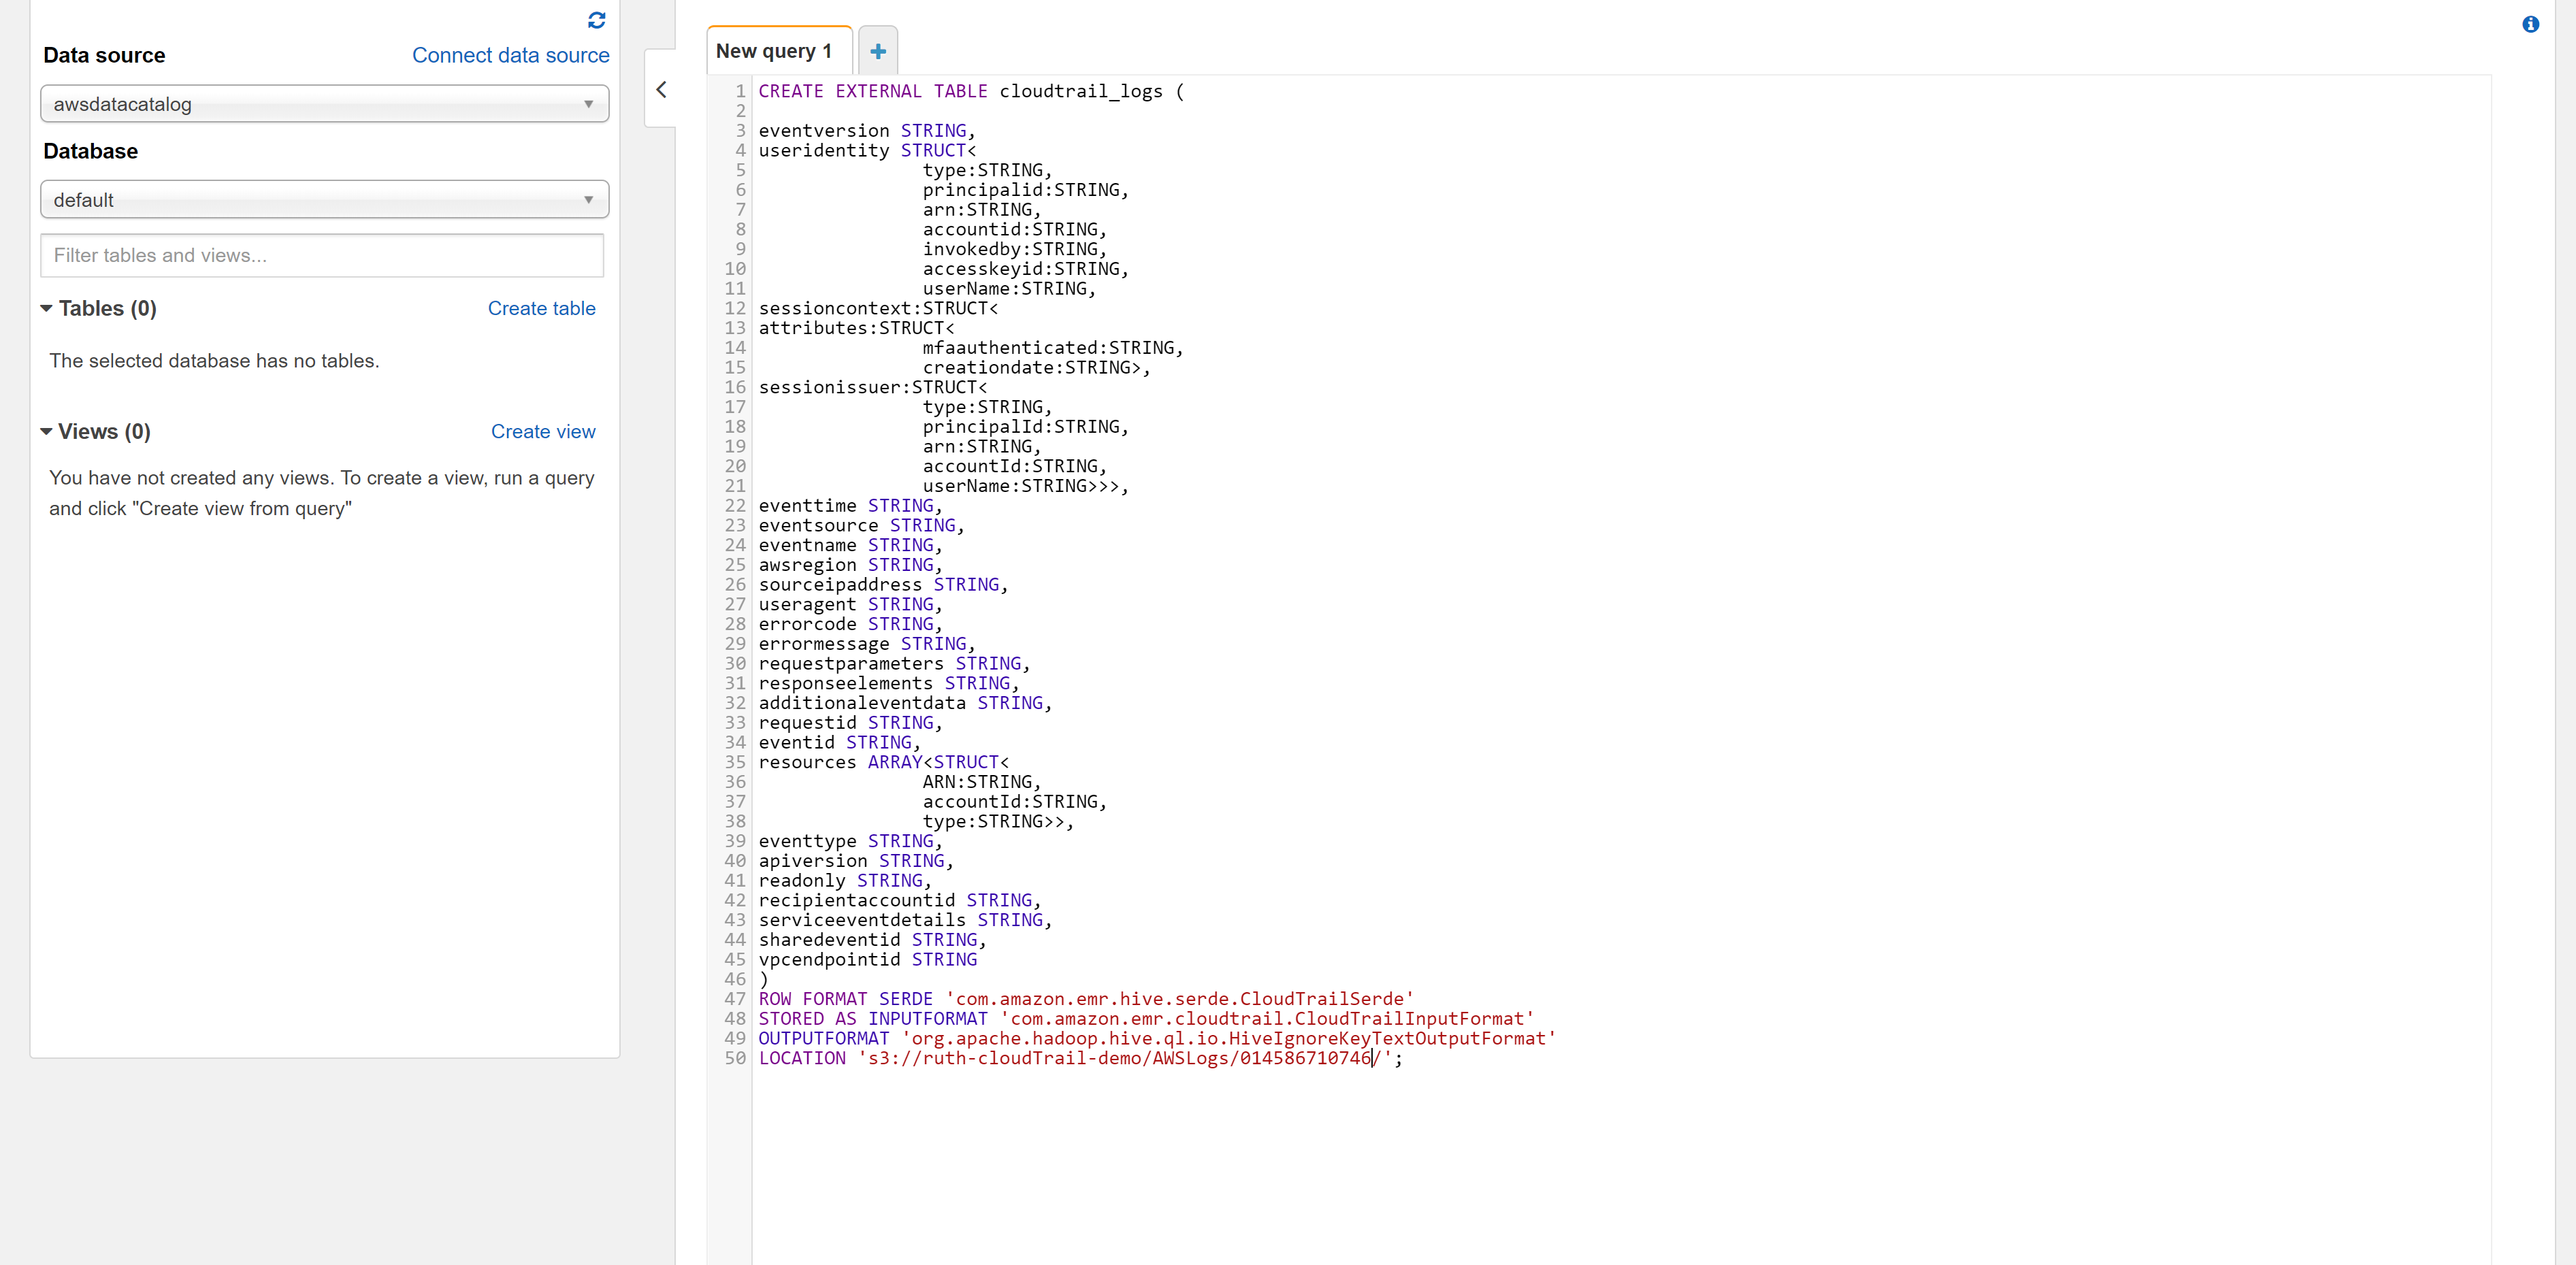 Data source
Connect data source
awsdatacatalog
Database
default
Filter tables and views...
Tables (0)
Create table
The selected database has no tables.
Views (0)
Create view
You have not created any views. To create a view, run a query
and click "Create view from query"
New query 1
1 CREATE EXTERNAL TABLE cloudtrail_logs (
2
3 eventversion STRING,
4 useridentity STRUCT<
5 type:STRING,
6 principalid:STRING,
7 arn:STRING,
8 accountid:STRING,
9 invokedby:STRING,
10 accesskeyid:STRING,
11 userName:STRING,
12 sessioncontext:STRUCT<
13 attributes:STRUCT<
14 mfaauthenticated:STRING,
15 creationdate:STRING>,
16 sessionissuer:STRUCT<
17 type:STRING,
18 principalId:STRING,
19 arn:STRING,
20 accountId:STRING,
21 userName:STRING>>>,
22 eventtime STRING,
23 eventsource STRING,
24 eventname STRING,
25 awsregion STRING,
26 sourceipaddress STRING,
27 useragent STRING,
28 errorcode STRING,
29 errormessage STRING,
30 requestparameters STRING,
31 responseelements STRING,
32 additionaleventdata STRING,
33 requestid STRING,
34 eventid STRING,
35 resources ARRAY<STRUCT<
36 ARN:STRING,
37 accountId:STRING,
38 type:STRING>>,
39 eventtype STRING,
40 apiversion STRING,
41 readonly STRING,
42 recipientaccountid STRING,
43 serviceeventdetails STRING,
44 sharedeventid STRING,
45 vpcendpointid STRING
46 )
47 ROW FORMAT SERDE 'com.amazon.emr.hive.serde.CloudTrailSerde'
48 STORED AS INPUTFORMAT 'com.amazon.emr.cloudtrail.CloudTrailInputFormat'
49 OUTPUTFORMAT 'org.apache.hadoop.hive.ql.io.HiveIgnoreKeyTextOutputFormat'
50 LOCATION 's3://ruth-cloudTrail-demo/AWSLogs/014586710746/';